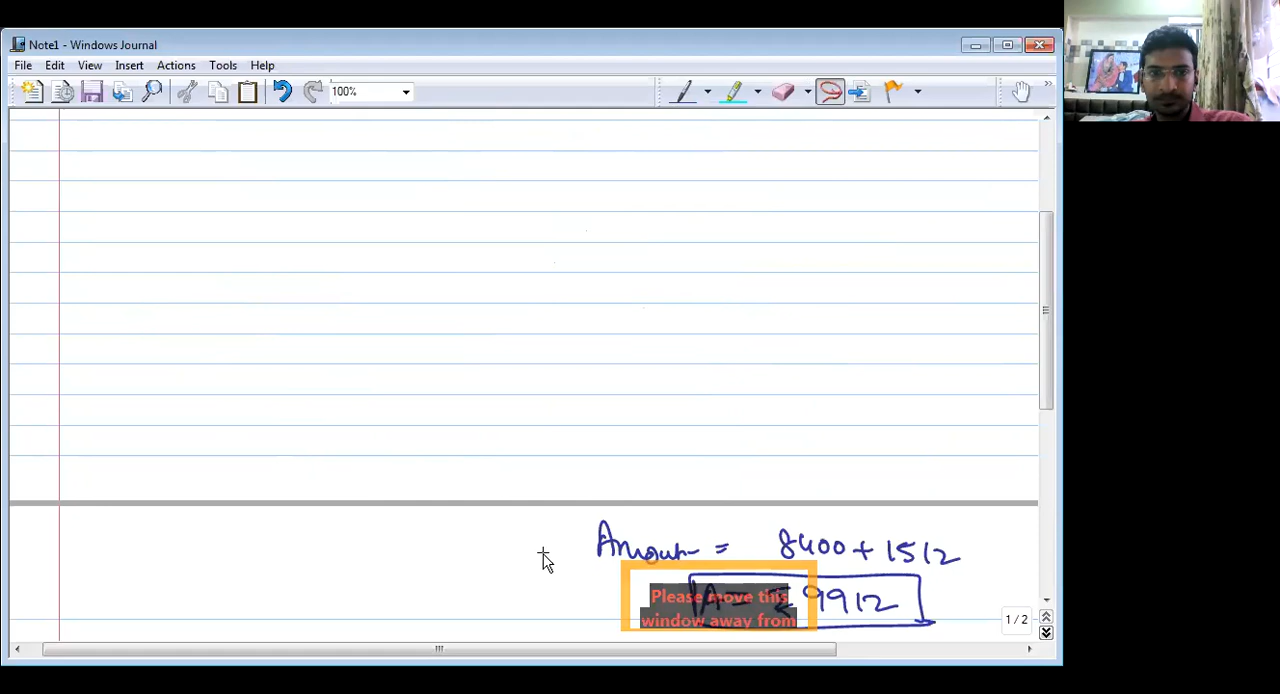 Note1 - Windows Journal
File Edit View Insert Actions Tools Help
100%
Amount = 8400 + 1512
A = ₹ 9912
Please move this
window away from
1 / 2